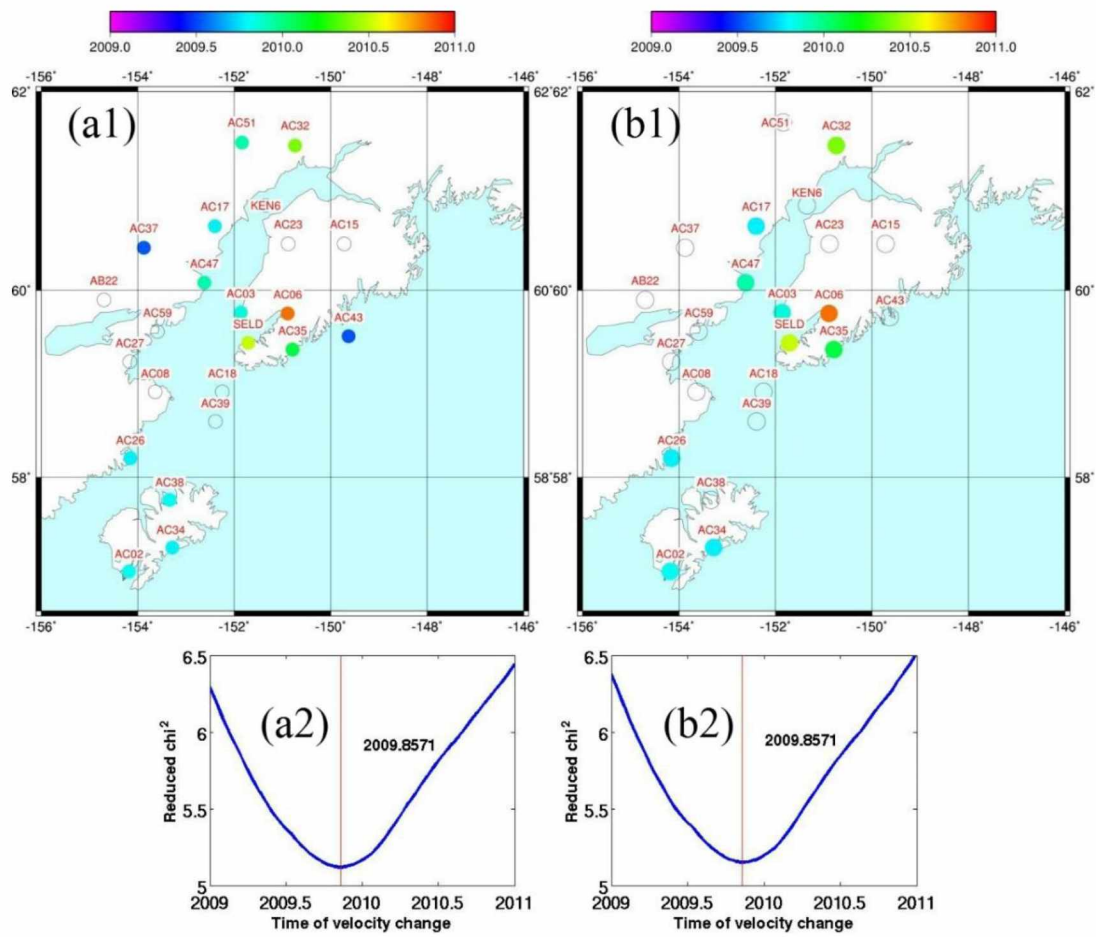 2009.0 2009.5 2010.0 2010.5 2011.0
2009.0 2009.5 2010.0 2010.5 2011.0
-156° -154° -152° -150° -148° -146°
-156° -154° -152° -150° -148° -146°
62° 62°62° 62°
(a1)
AC51
AC32
AC17
KEN6
AC37
AC23
AC15
AB22
AC47
60° 60°60° 60°
AC03
AC06
AC59
SELD
AC43
AC27
AC35
AC08
AC18
AC39
AC26
58° 58°58° 58°
AC38
AC34
AC02
-156° -154° -152° -150° -148° -146°
(b1)
AC51
AC32
AC17
KEN6
AC37
AC23
AC15
AB22
AC47
AC03
AC06
AC43
AC59
SELD
AC27
AC35
AC08
AC18
AC39
AC26
AC38
AC34
AC02
-156° -154° -152° -150° -148° -146°
6.5
6
5.5
5
Reduced chi2
(a2)
2009.8571
2009 2009.5 2010 2010.5 2011
Time of velocity change
6.5
6
5.5
5
Reduced chi2
(b2)
2009.8571
2009 2009.5 2010 2010.5 2011
Time of velocity change